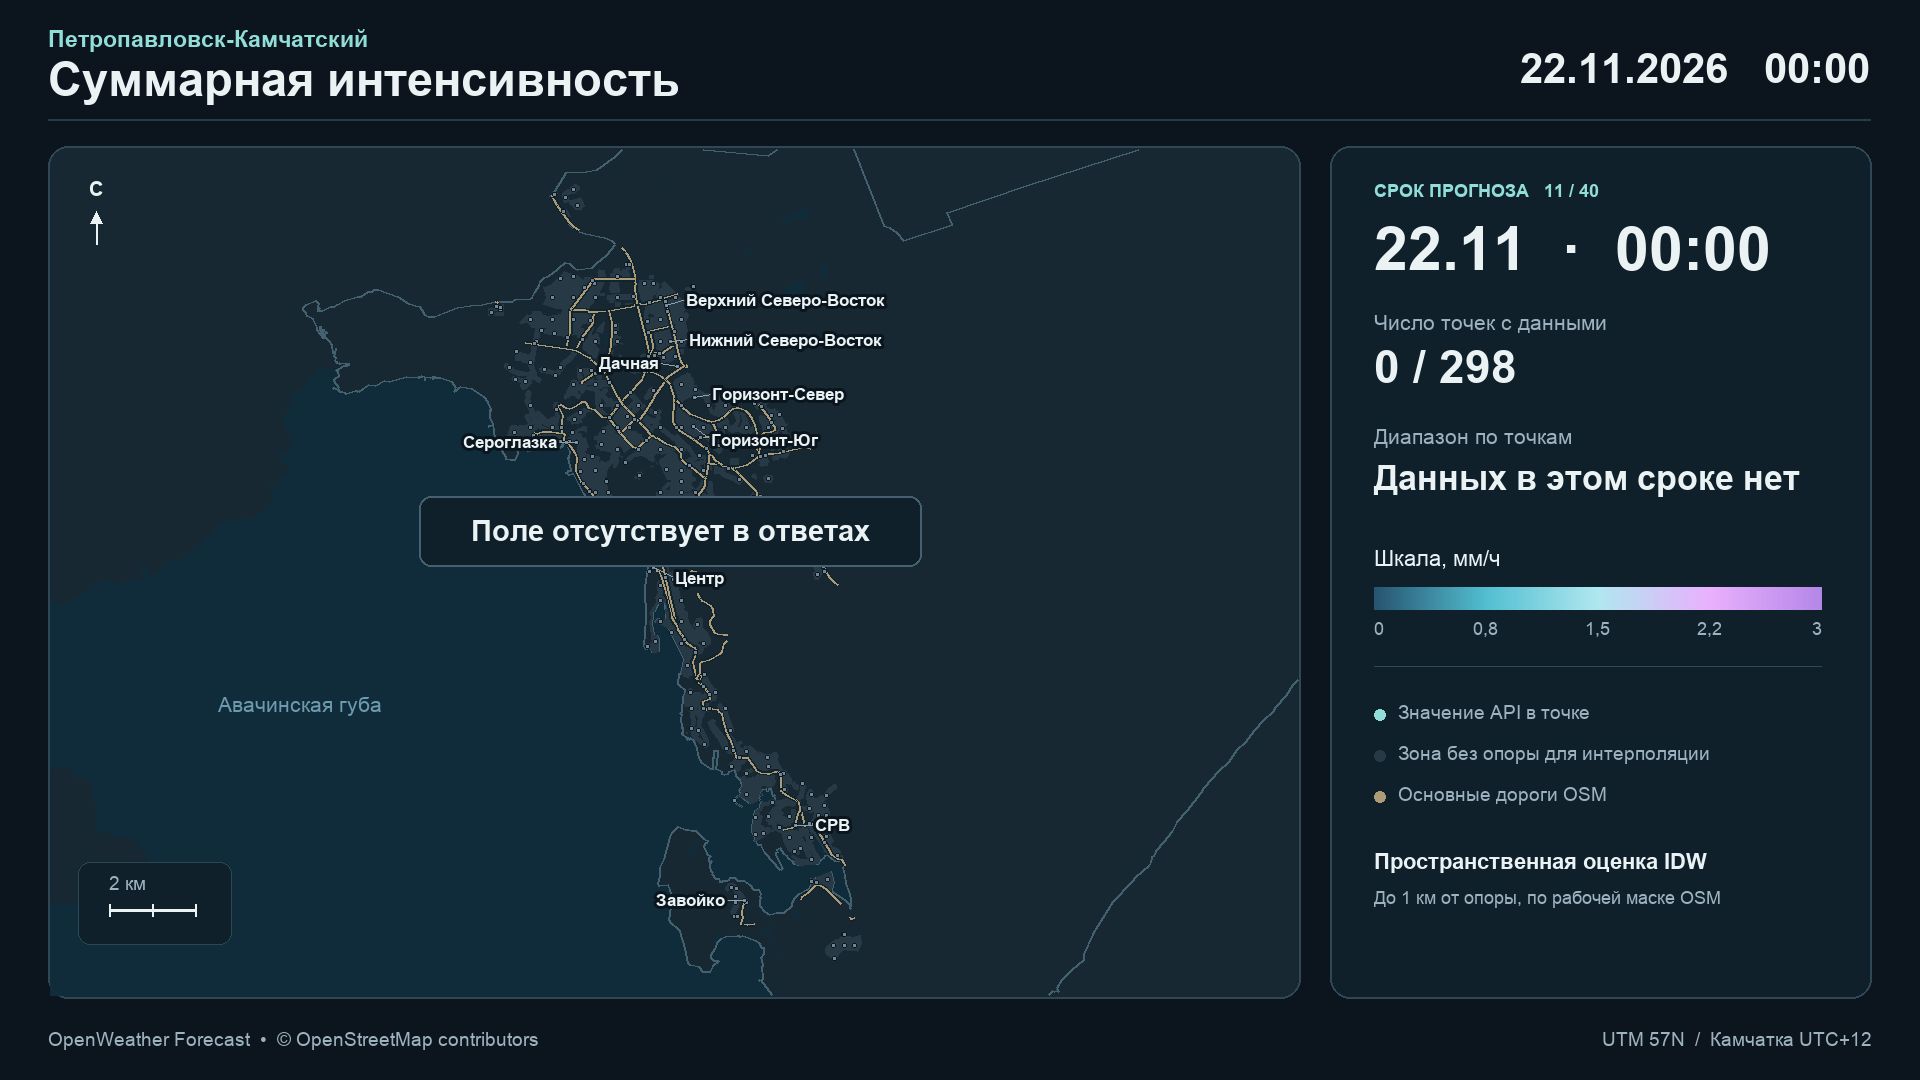 Петропавловск-Камчатский
Суммарная интенсивность
22.11.2026 00:00
С
Верхний Северо-Восток
Нижний Северо-Восток
Дачная
Горизонт-Север
Сероглазка
Горизонт-Юг
Поле отсутствует в ответах
Центр
Авачинская губа
СРВ
2 км
Завойко
СРОК ПРОГНОЗА 11 / 40
22.11 · 00:00
Число точек с данными
0 / 298
Диапазон по точкам
Данных в этом сроке нет
Шкала, мм/ч
0 0,8 1,5 2,2 3
Значение API в точке
Зона без опоры для интерполяции
Основные дороги OSM
Пространственная оценка IDW
До 1 км от опоры, по рабочей маске OSM
OpenWeather Forecast • © OpenStreetMap contributors
UTM 57N / Камчатка UTC+12